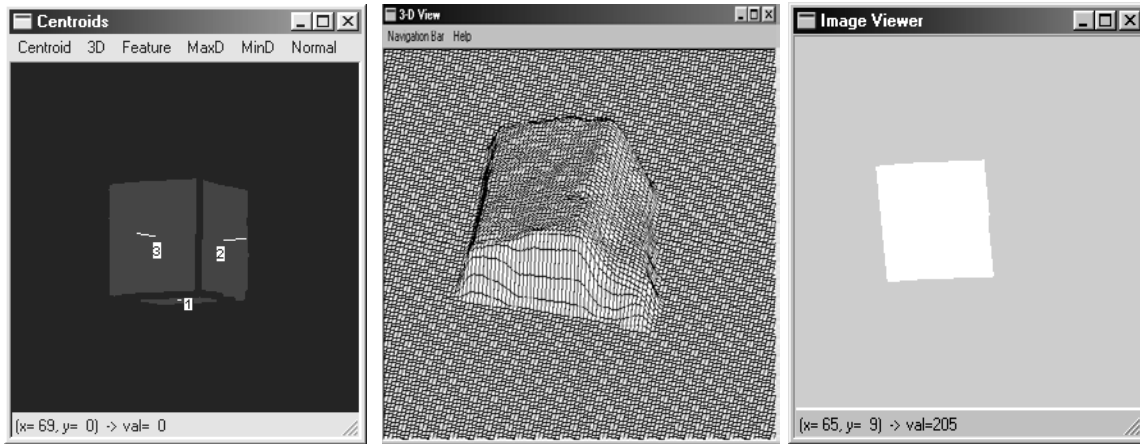 Centroids
Centroid 3D Feature MaxD MinD Normal
3
2
1
(x= 69, y= 0) -> val= 0
3-D View
Navigation Bar Help
Image Viewer
(x= 65, y= 9) -> val=205